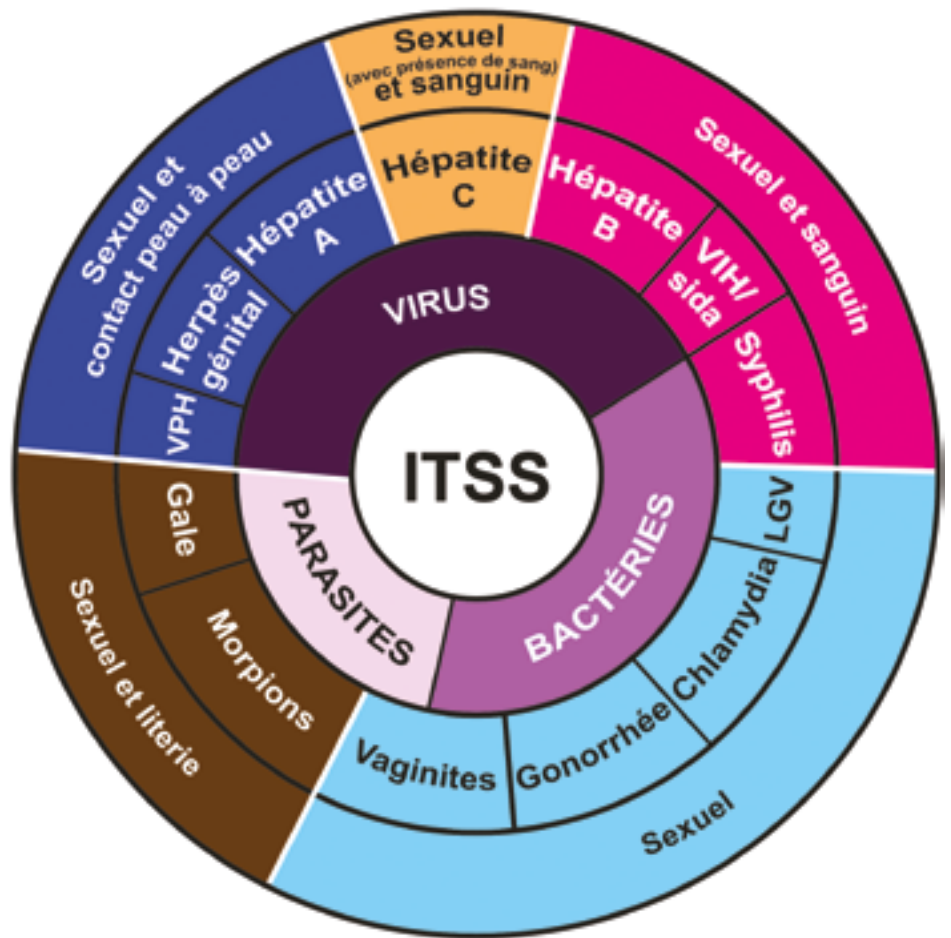 Sexuel
(avec présence de sang)
et sanguin
Hépatite
C
Sexuel et sanguin
Hépatite
B
VIH/
sida
Syphilis
Sexuel et
contact peau à peau
Hépatite
A
Herpès
génital
VPH
VIRUS
ITSS
PARASITES
BACTÉRIES
Gale
Morpions
Sexuel et literie
LGV
Chlamydia
Gonorrhée
Vaginites
Sexuel